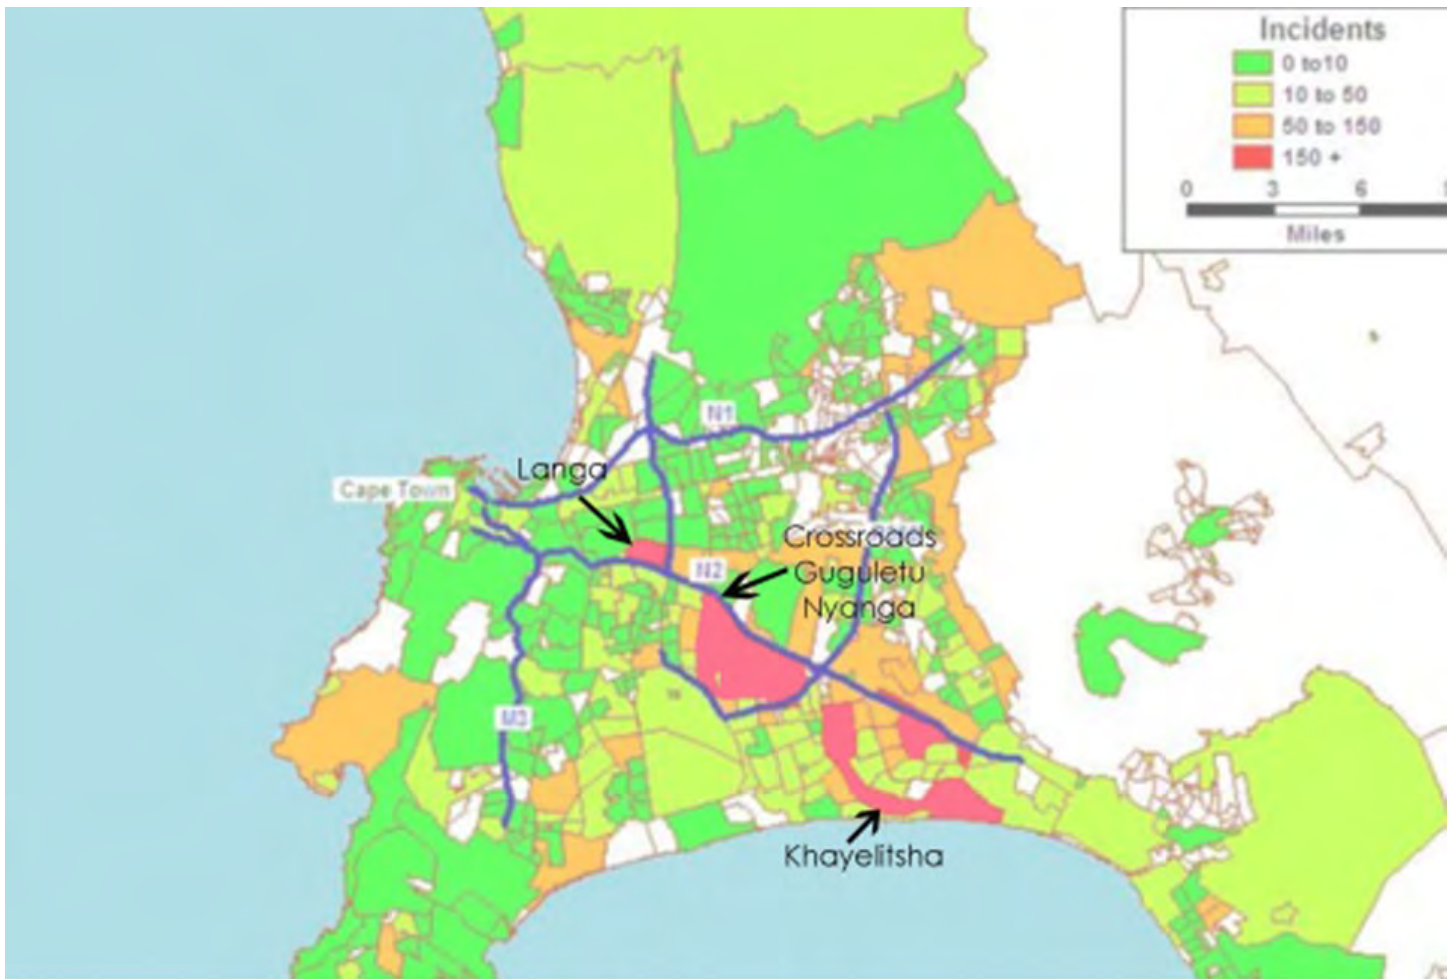 Incidents
0 to10
10 to 50
50 to 150
150 +
0 3 6
Miles
N1
Langa
Cape Town
Crossroads
N2
Guguletu
Nyanga
M3
Khayelitsha